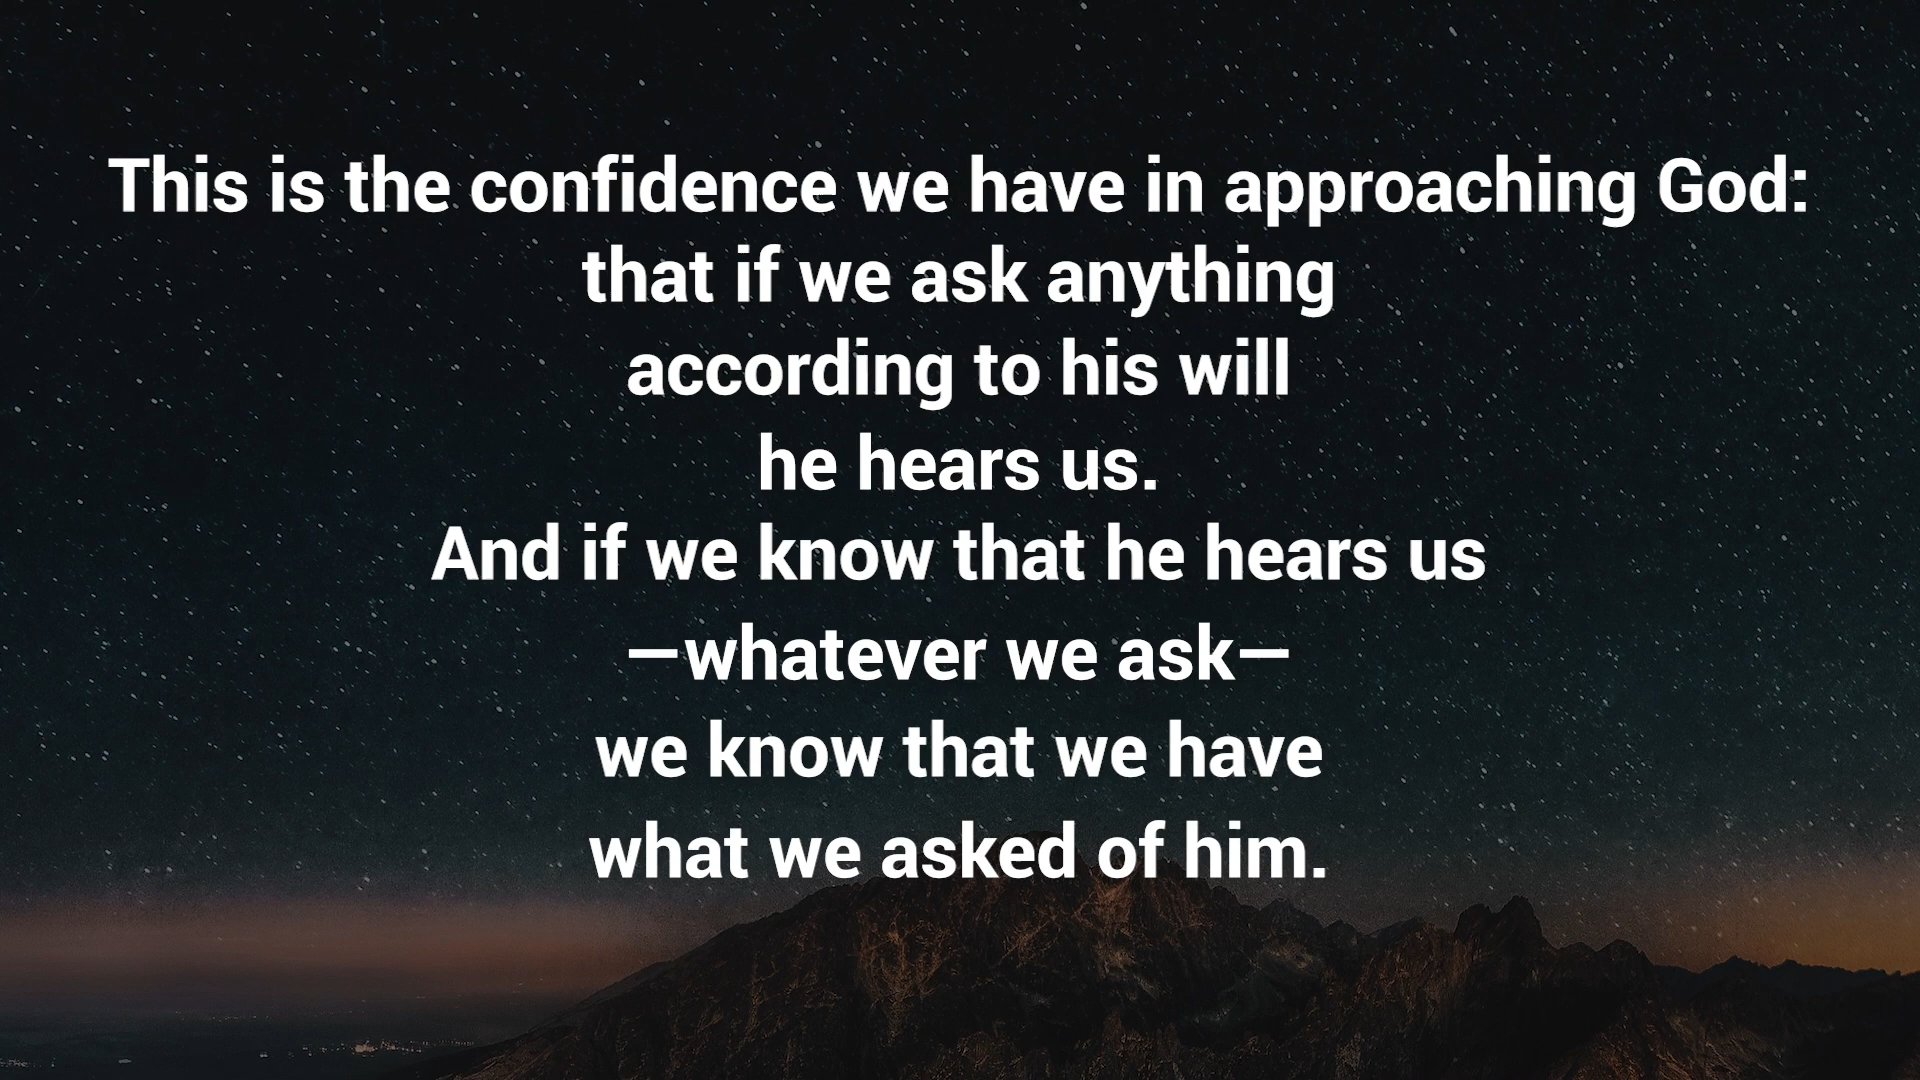 This is the confidence we have in approaching God:
that if we ask anything
according to his will
he hears us.
And if we know that he hears us
—whatever we ask—
we know that we have
what we asked of him.